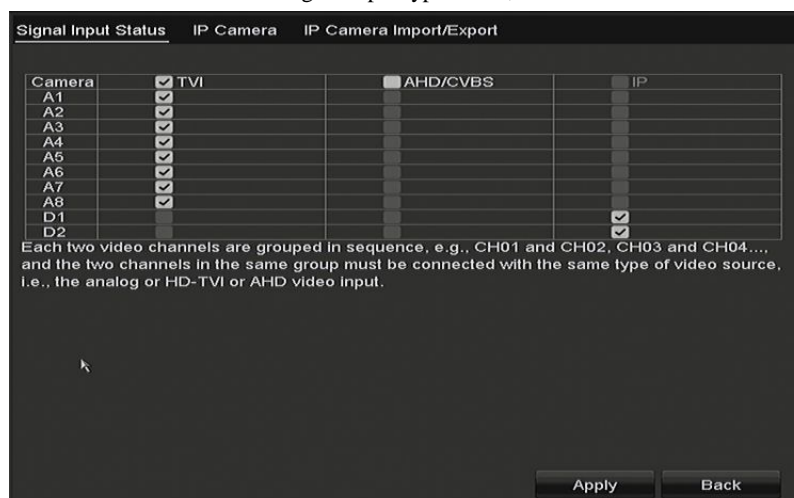 Signal Input Status IP Camera IP Camera Import/Export
Camera TVI AHD/CVBS IP
A1
A2
A3
A4
A5
A6
A7
A8
D1
D2
Each two video channels are grouped in sequence, e.g., CH01 and CH02, CH03 and CH04...,
and the two channels in the same group must be connected with the same type of video source,
i.e., the analog or HD-TVI or AHD video input.
Apply Back